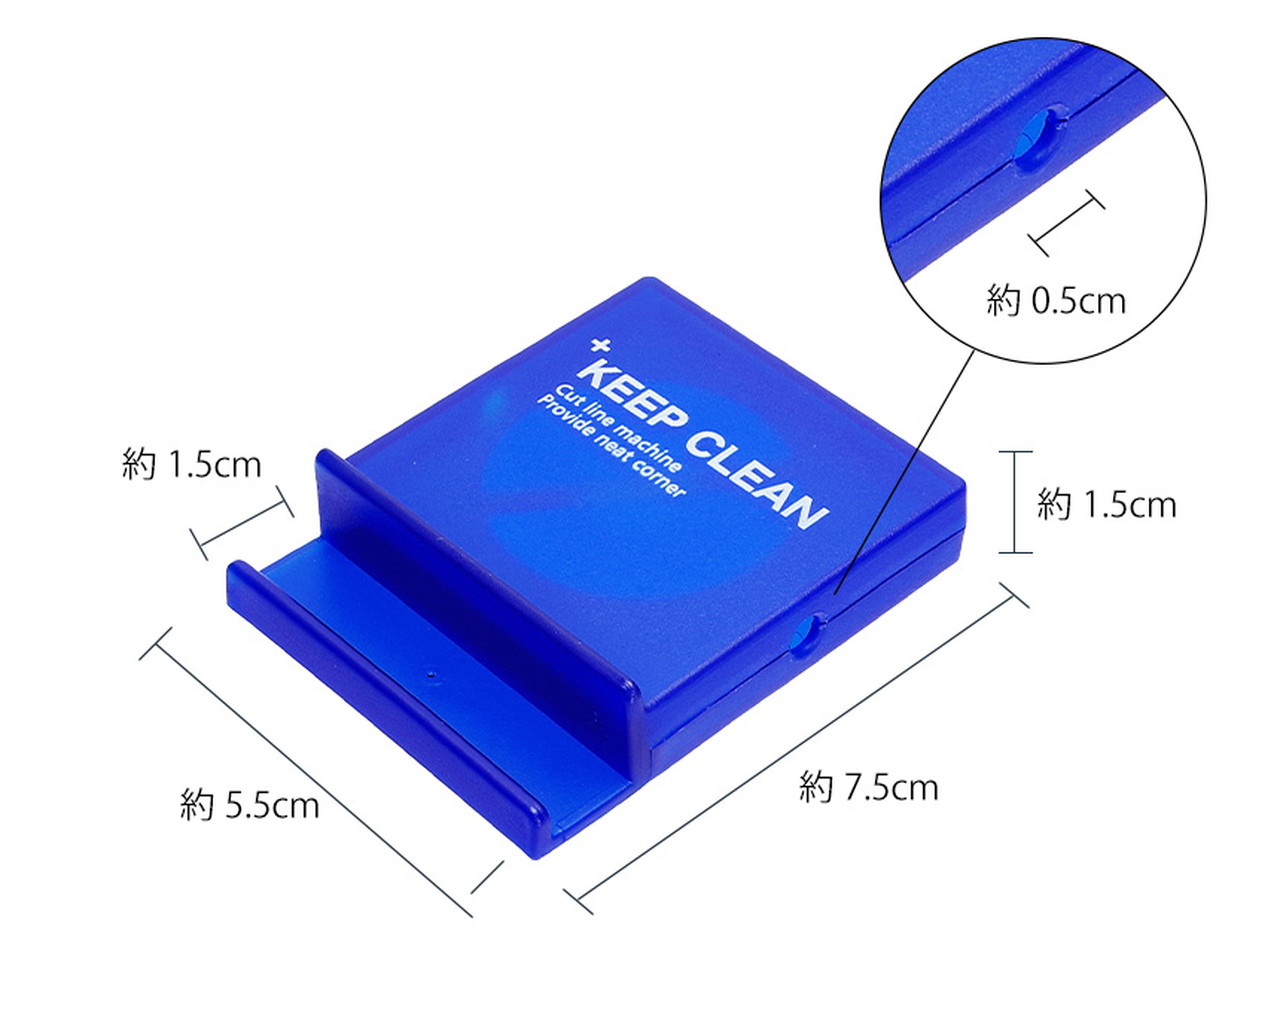 約 0.5cm
+
KEEP CLEAN
Cut line machine
Provide neat corner
約 1.5cm
約 1.5cm
約 5.5cm
約 7.5cm